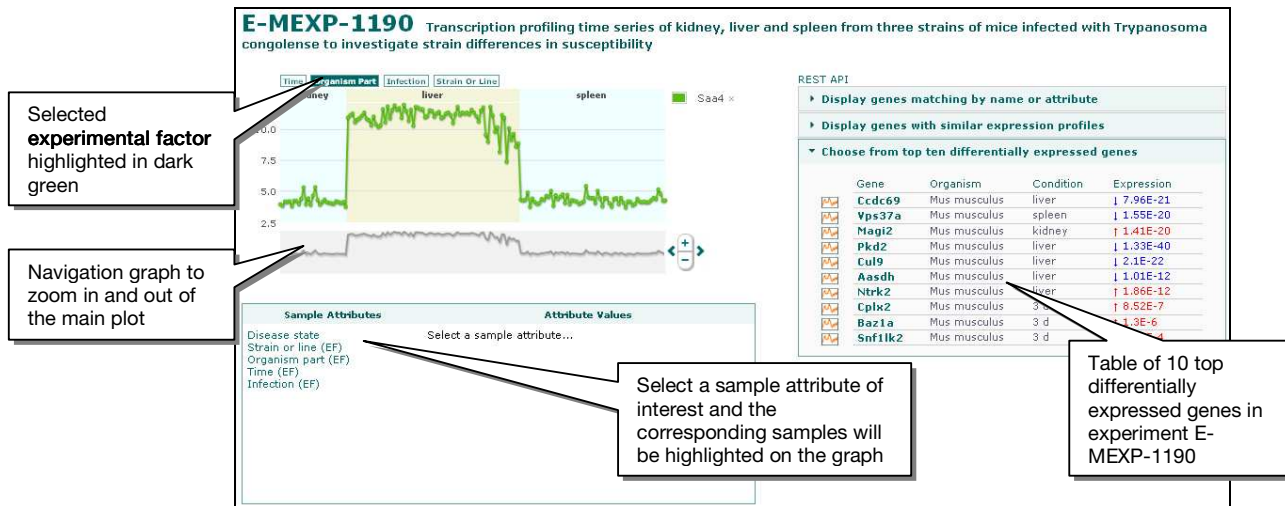 E-MEXP-1190 Transcription profiling time series of kidney, liver and spleen from three strains of mice infected with Trypanosoma
congolense to investigate strain differences in susceptibility
Time Organism Part Infection Strain Or Line
liver spleen
Saa4 ×
7.5
5.0
2.5
Selected
experimental factor
highlighted in dark
green
Navigation graph to
zoom in and out of
the main plot
Sample Attributes Attribute Values
Disease state Select a sample attribute...
Strain or line (EF)
Organism part (EF)
Time (EF)
Infection (EF)
Select a sample attribute of
interest and the
corresponding samples will
be highlighted on the graph
REST API
Display genes matching by name or attribute
Display genes with similar expression profiles
Choose from top ten differentially expressed genes
Gene Organism Condition Expression
Ccdc69 Mus musculus liver ↓ 7.96E-21
Vps37a Mus musculus spleen ↓ 1.55E-20
Magi2 Mus musculus kidney ↑ 1.41E-20
Pkd2 Mus musculus liver ↓ 1.33E-40
Cul9 Mus musculus liver ↓ 2.1E-22
Aasdh Mus musculus liver ↓ 1.01E-12
Ntrk2 Mus musculus liver ↑ 1.86E-12
Cplx2 Mus musculus 3 d ↑ 8.52E-7
Baz1a Mus musculus 3 d ↑ 1.3E-6
Snf1lk2 Mus musculus 3 d
Table of 10 top
differentially
expressed genes in
experiment E-
MEXP-1190